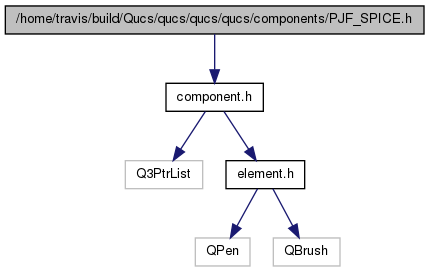 /home/travis/build/Qucs/qucs/qucs/qucs/components/PJF_SPICE.h
component.h
Q3PtrList
element.h
QPen
QBrush